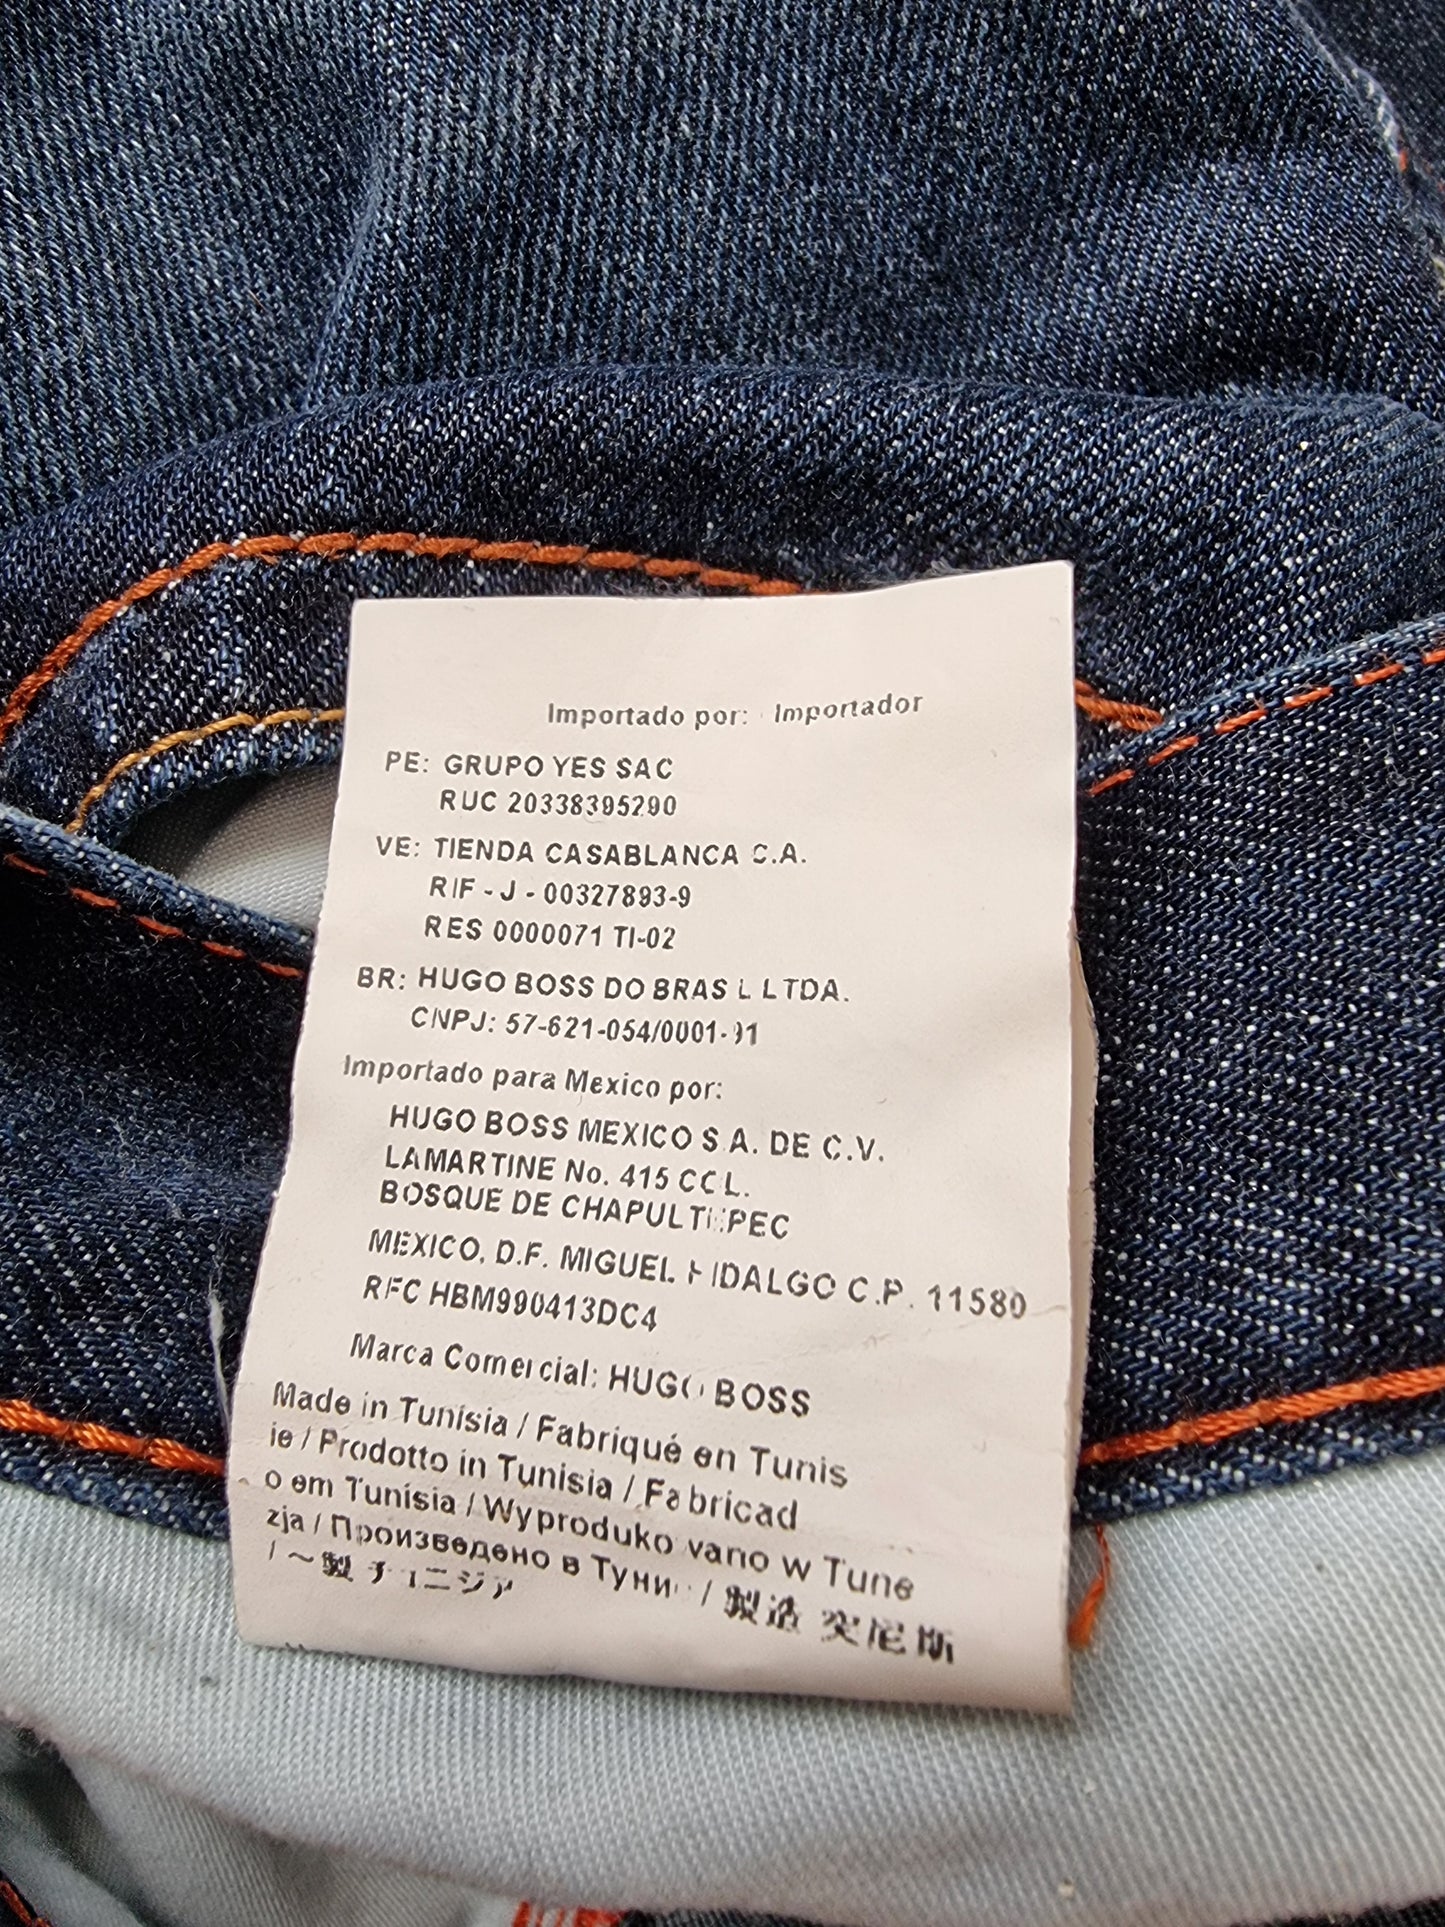 Importado por: Importador
PE: GRUPO YES SAC
RUC 20338395290
VE: TIENDA CASABLANCA C.A.
RIF - J - 00327893-9
RES 0000071 TI-02
BR: HUGO BOSS DO BRASIL LTDA.
CNPJ: 57-621-054/0001-91
Importado para Mexico por:
HUGO BOSS MEXICO S.A. DE C.V.
LAMARTINE No. 415 COL.
BOSQUE DE CHAPULTEPEC
MEXICO, D.F. MIGUEL HIDALGO C.P. 11580
RFC HBM990413DC4
Marca Comercial: HUGO BOSS
Made in Tunisia / Fabriqué en Tunis
ie / Prodotto in Tunisia / Fabricad
o em Tunísia / Wyprodukowano w Tune
zja / Произведено в Туни / 製造 突尼斯
/ ～製 チュニジア